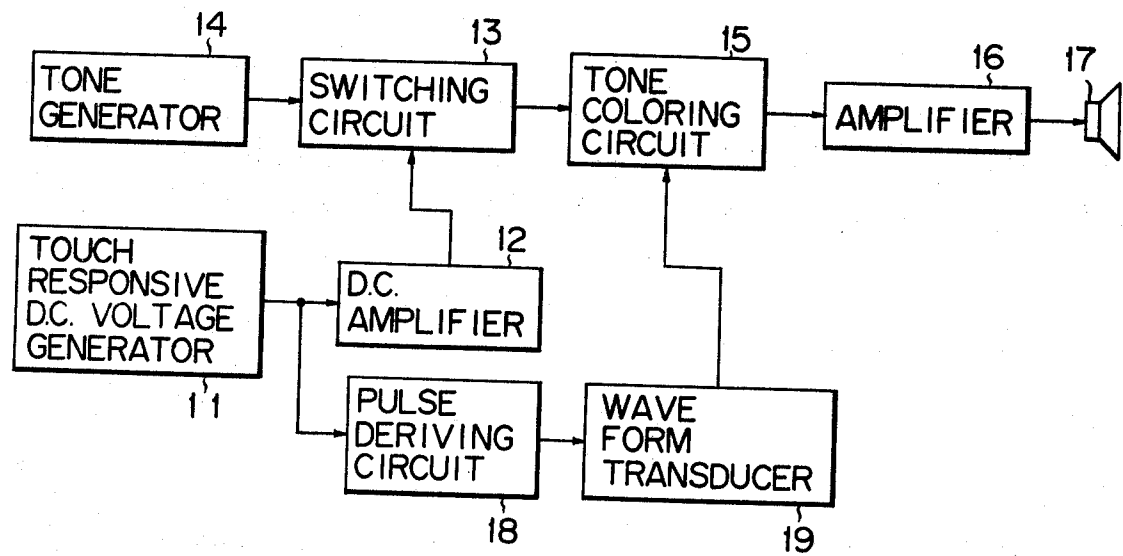 14
TONE
GENERATOR
13
SWITCHING
CIRCUIT
15
TONE
COLORING
CIRCUIT
16
AMPLIFIER
17
TOUCH
RESPONSIVE
D.C. VOLTAGE
GENERATOR
11
12
D.C.
AMPLIFIER
PULSE
DERIVING
CIRCUIT
18
WAVE
FORM
TRANSDUCER
19